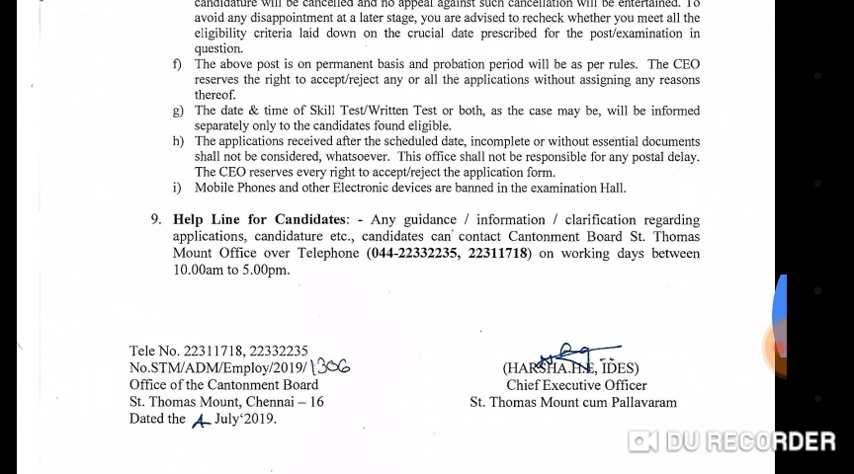 candidature will be cancelled and no appeal against such cancellation will be entertained. To
avoid any disappointment at a later stage, you are advised to recheck whether you meet all the
eligibility criteria laid down on the crucial date prescribed for the post/examination in
question.
f) The above post is on permanent basis and probation period will be as per rules. The CEO
reserves the right to accept/reject any or all the applications without assigning any reasons
thereof.
g) The date & time of Skill Test/Written Test or both, as the case may be, will be informed
separately only to the candidates found eligible.
h) The applications received after the scheduled date, incomplete or without essential documents
shall not be considered, whatsoever. This office shall not be responsible for any postal delay.
The CEO reserves every right to accept/reject the application form.
i) Mobile Phones and other Electronic devices are banned in the examination Hall.
9. Help Line for Candidates: - Any guidance / information / clarification regarding
applications, candidature etc., candidates can contact Cantonment Board St. Thomas
Mount Office over Telephone (044-22332235, 22311718) on working days between
10.00am to 5.00pm.
Tele No. 22311718, 22332235
No.STM/ADM/Employ/2019/1306
Office of the Cantonment Board
St. Thomas Mount, Chennai – 16
Dated the July'2019.
(HARSHA.H.E, IDES)
Chief Executive Officer
St. Thomas Mount cum Pallavaram
DU RECORDER